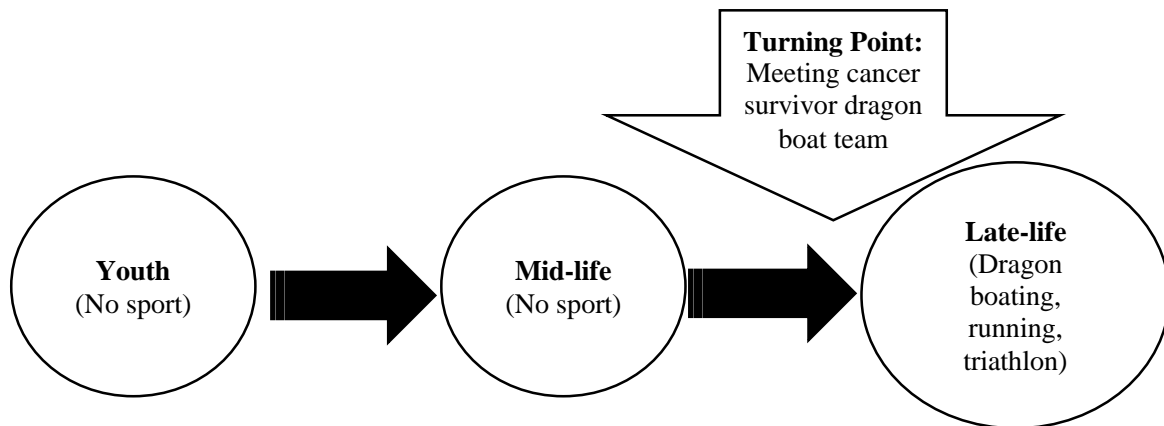 Turning Point:
Meeting cancer
survivor dragon
boat team
Youth
(No sport)
Mid-life
(No sport)
Late-life
(Dragon
boating,
running,
triathlon)